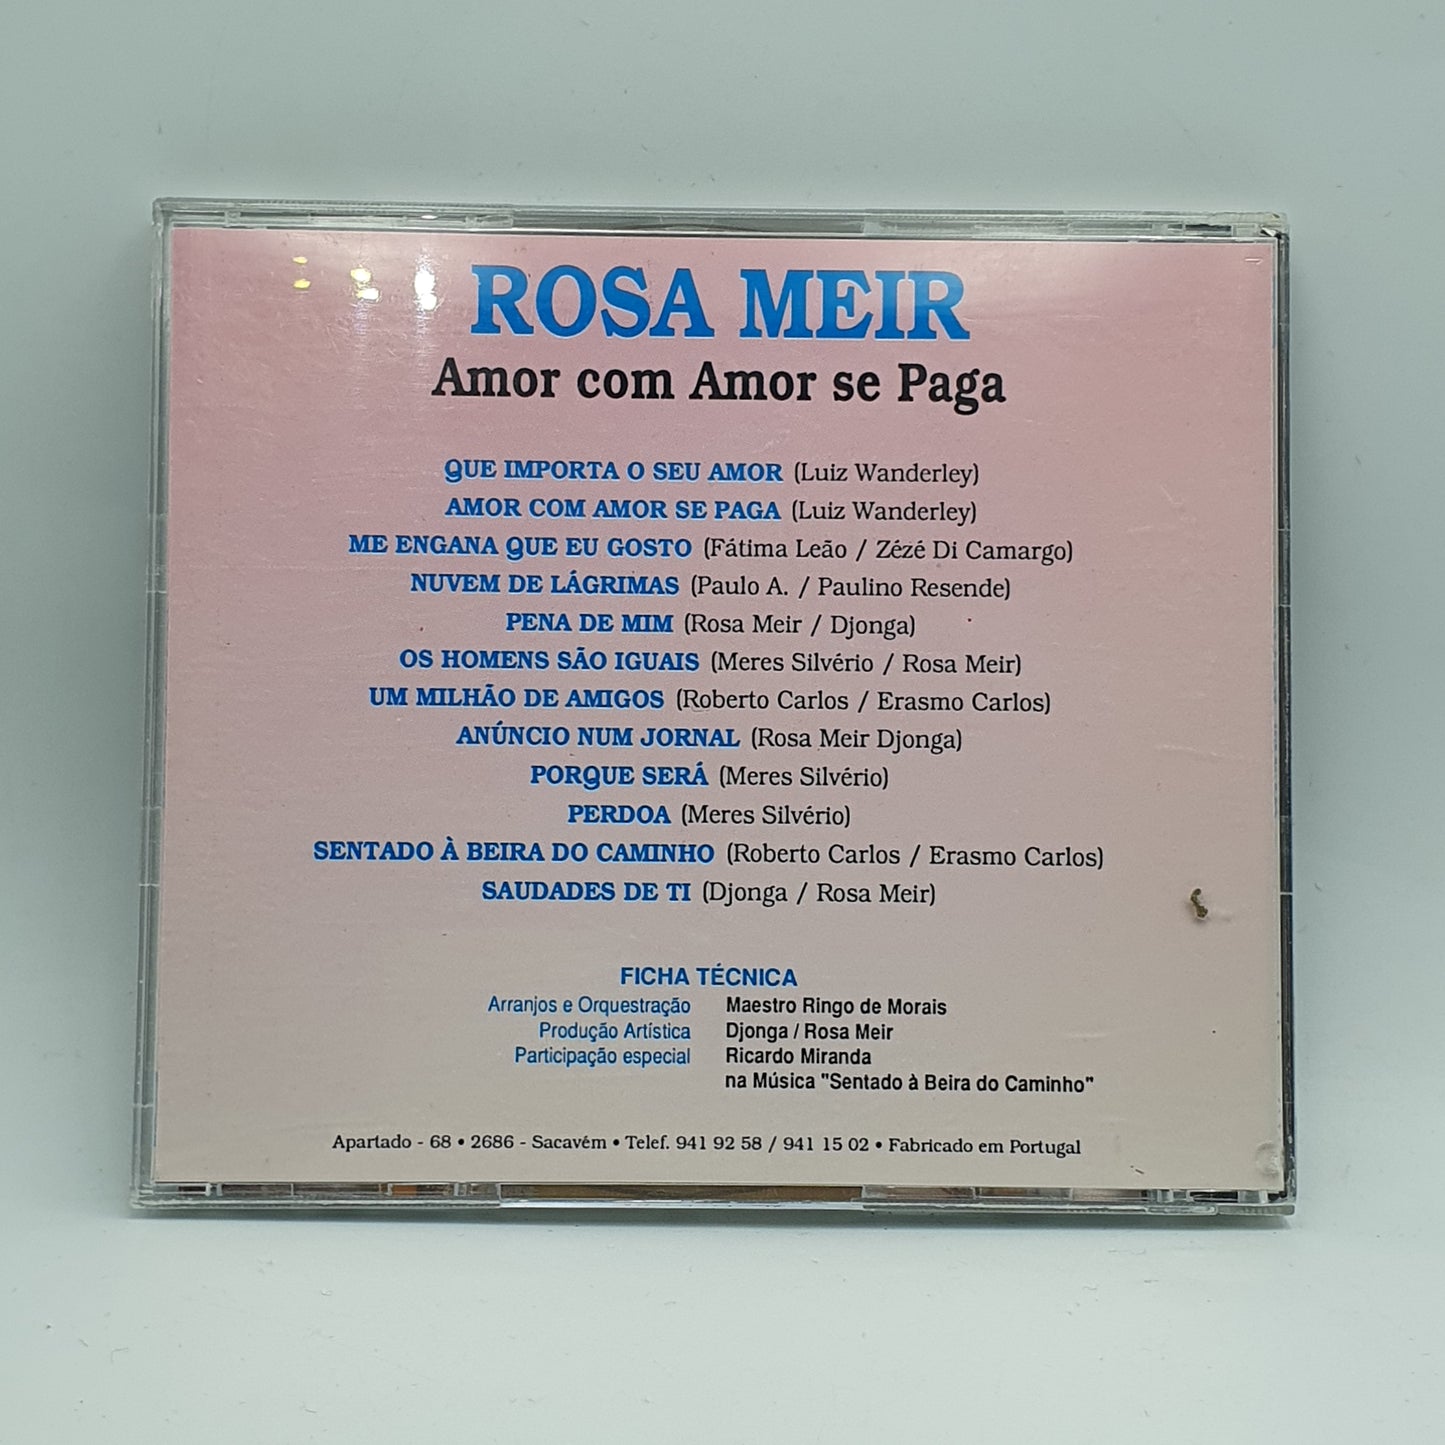 ROSA MEIR
Amor com Amor se Paga
QUE IMPORTA O SEU AMOR (Luiz Wanderley)
AMOR COM AMOR SE PAGA (Luiz Wanderley)
ME ENGANA QUE EU GOSTO (Fátima Leão / Zézé Di Camargo)
NUVEM DE LÁGRIMAS (Paulo A. / Paulino Resende)
PENA DE MIM (Rosa Meir / Djonga)
OS HOMENS SÃO IGUAIS (Meres Silvério / Rosa Meir)
UM MILHÃO DE AMIGOS (Roberto Carlos / Erasmo Carlos)
ANÚNCIO NUM JORNAL (Rosa Meir Djonga)
PORQUE SERÁ (Meres Silvério)
PERDOA (Meres Silvério)
SENTADO À BEIRA DO CAMINHO (Roberto Carlos / Erasmo Carlos)
SAUDADES DE TI (Djonga / Rosa Meir)
FICHA TÉCNICA
Arranjos e Orquestração Maestro Ringo de Morais
Produção Artística Djonga / Rosa Meir
Participação especial Ricardo Miranda
na Música "Sentado à Beira do Caminho"
Apartado - 68 • 2686 - Sacavém • Telef. 941 92 58 / 941 15 02 • Fabricado em Portugal